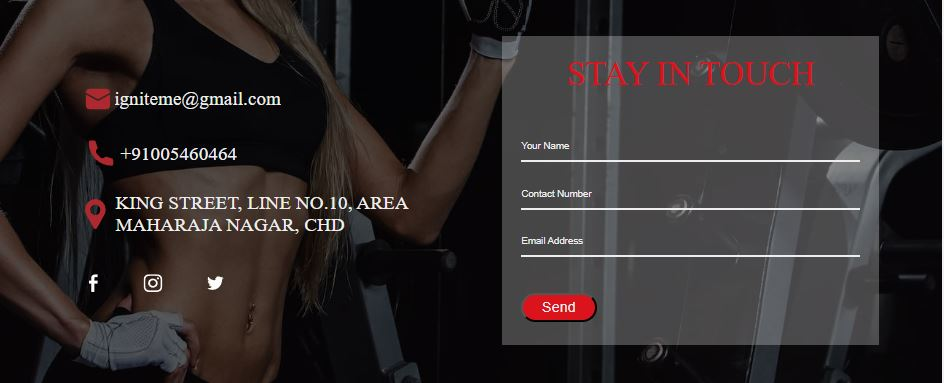 igniteme@gmail.com
+91005460464
KING STREET, LINE NO.10, AREA
MAHARAJA NAGAR, CHD
STAY IN TOUCH
Your Name
Contact Number
Email Address
Send